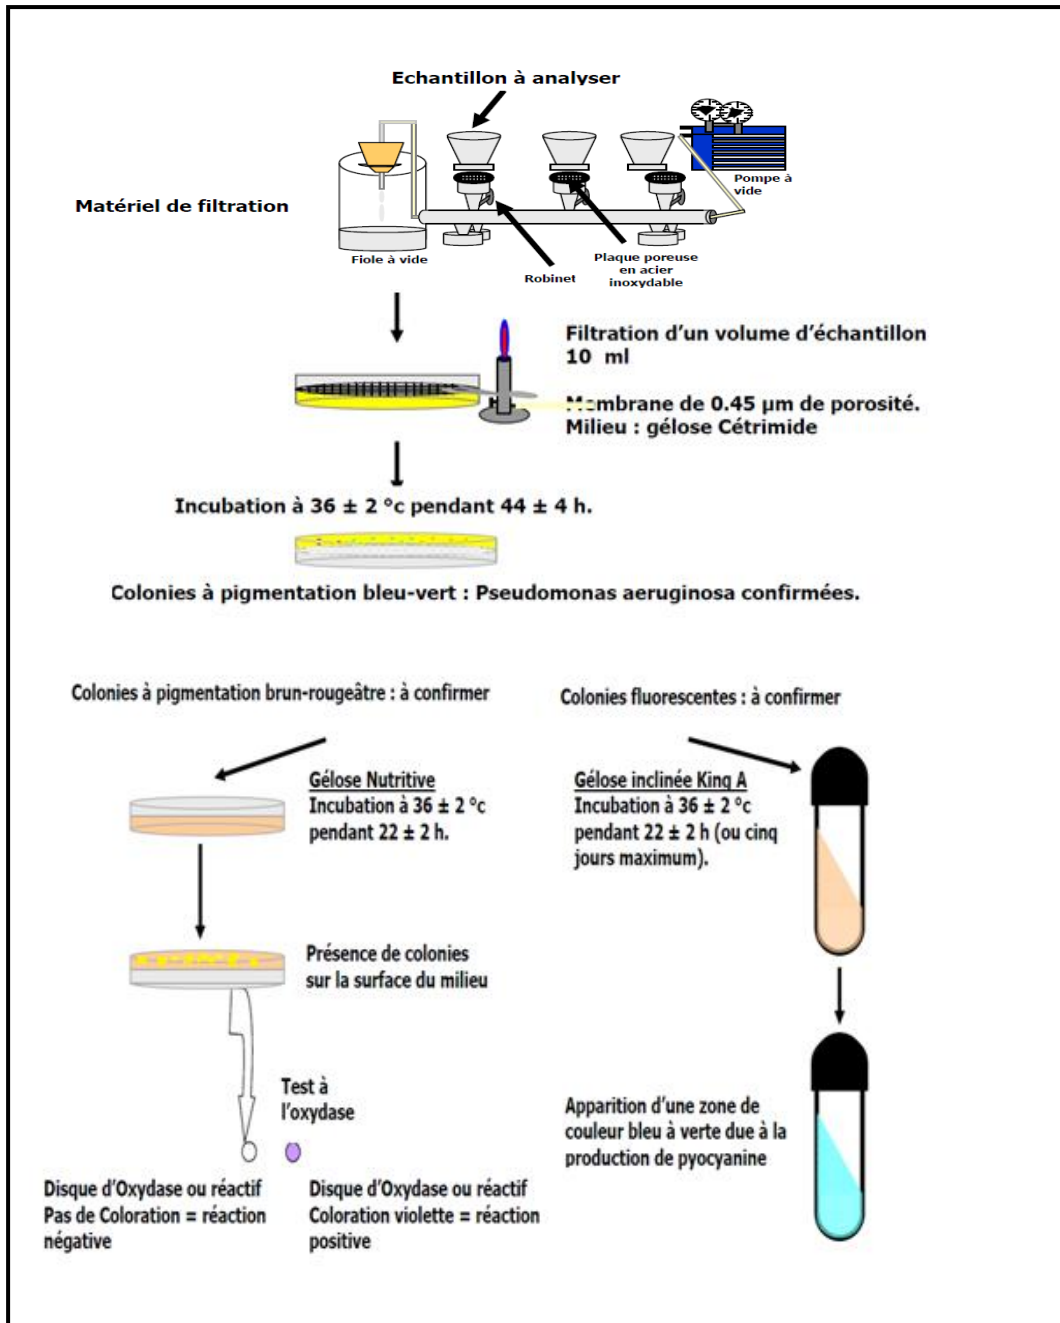 Echantillon à analyser
Pompe à
vide
Matériel de filtration
Fiole à vide
Robinet
Plaque poreuse
en acier
inoxydable
Filtration d'un volume d'échantillon
10 ml
Membrane de 0.45 µm de porosité.
Milieu : gélose Cétrimide
Incubation à 36 ± 2 °c pendant 44 ± 4 h.
Colonies à pigmentation bleu-vert : Pseudomonas aeruginosa confirmées.
Colonies à pigmentation brun-rougeâtre : à confirmer
Colonies fluorescentes : à confirmer
Gélose Nutritive
Incubation à 36 ± 2 °c
pendant 22 ± 2 h.
Gélose inclinée King A
Incubation à 36 ± 2 °c
pendant 22 ± 2 h (ou cinq
jours maximum).
Présence de colonies
sur la surface du milieu
Test à
l'oxydase
Apparition d'une zone de
couleur bleu à verte due à la
production de pyocyanine
Disque d'Oxydase ou réactif
Pas de Coloration = réaction
négative
Disque d'Oxydase ou réactif
Coloration violette = réaction
positive